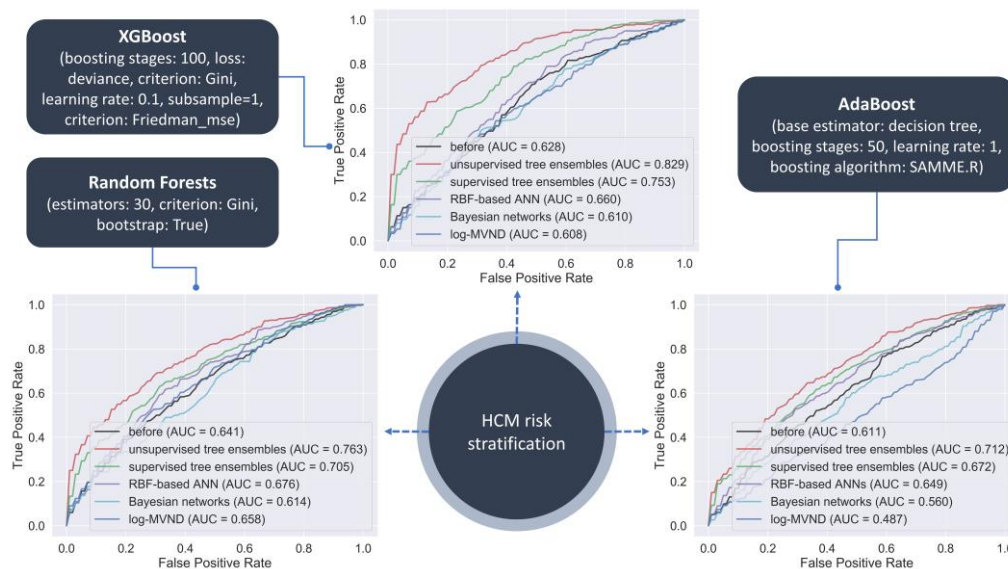 XGBoost
(boosting stages: 100, loss:
deviance, criterion: Gini,
learning rate: 0.1, subsample=1,
criterion: Friedman_mse)
Random Forests
(estimators: 30, criterion: Gini,
bootstrap: True)
AdaBoost
(base estimator: decision tree,
boosting stages: 50, learning rate: 1,
boosting algorithm: SAMME.R)
True Positive Rate
1.0
0.8
0.6
0.4
0.2
0.0
before (AUC = 0.628)
unsupervised tree ensembles (AUC = 0.829)
supervised tree ensembles (AUC = 0.753)
RBF-based ANN (AUC = 0.660)
Bayesian networks (AUC = 0.610)
log-MVND (AUC = 0.608)
0.0 0.2 0.4 0.6 0.8 1.0
False Positive Rate
True Positive Rate
1.0
0.8
0.6
0.4
0.2
0.0
before (AUC = 0.641)
unsupervised tree ensembles (AUC = 0.763)
supervised tree ensembles (AUC = 0.705)
RBF-based ANN (AUC = 0.676)
Bayesian networks (AUC = 0.614)
log-MVND (AUC = 0.658)
0.0 0.2 0.4 0.6 0.8 1.0
False Positive Rate
HCM risk
stratification
True Positive Rate
1.0
0.8
0.6
0.4
0.2
0.0
before (AUC = 0.611)
unsupervised tree ensembles (AUC = 0.712)
supervised tree ensembles (AUC = 0.672)
RBF-based ANNs (AUC = 0.649)
Bayesian networks (AUC = 0.560)
log-MVND (AUC = 0.487)
0.0 0.2 0.4 0.6 0.8 1.0
False Positive Rate